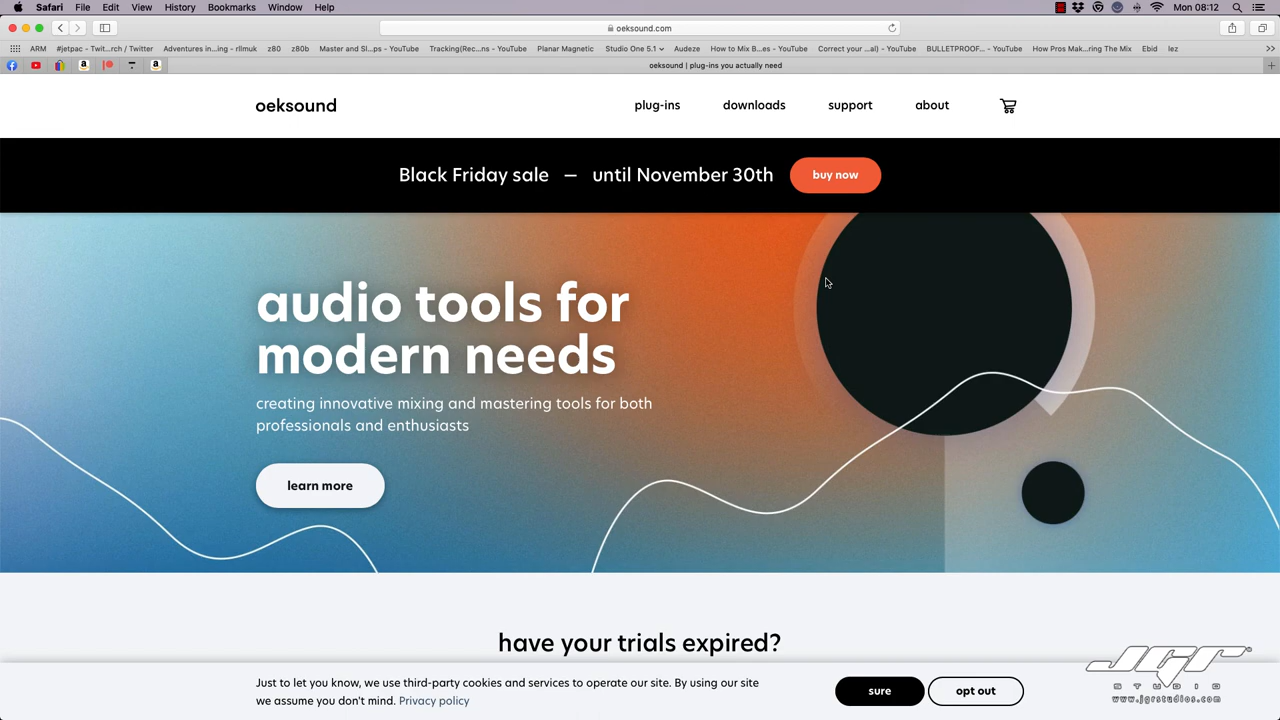 Safari File Edit View History Bookmarks Window Help Mon 08:12
oeksound.com
ARM #jetpac - Twit...rch / Twitter Adventures in...ing - rllmuk z80 z80b Master and Sl...ps - YouTube Tracking(Rec...ns - YouTube Planar Magnetic Studio One 5.1 Audeze How to Mix B...es - YouTube Correct your ...al) - YouTube BULLETPROOF... - YouTube How Pros Mak...ring The Mix Ebid lez
oeksound | plug-ins you actually need
oeksound plug-ins downloads support about
Black Friday sale — until November 30th buy now
audio tools for
modern needs
creating innovative mixing and mastering tools for both
professionals and enthusiasts
learn more
have your trials expired?
Just to let you know, we use third-party cookies and services to operate our site. By using our site
we assume you don't mind. Privacy policy
sure opt out
JGR
STUDIO
www.jgrstudios.com